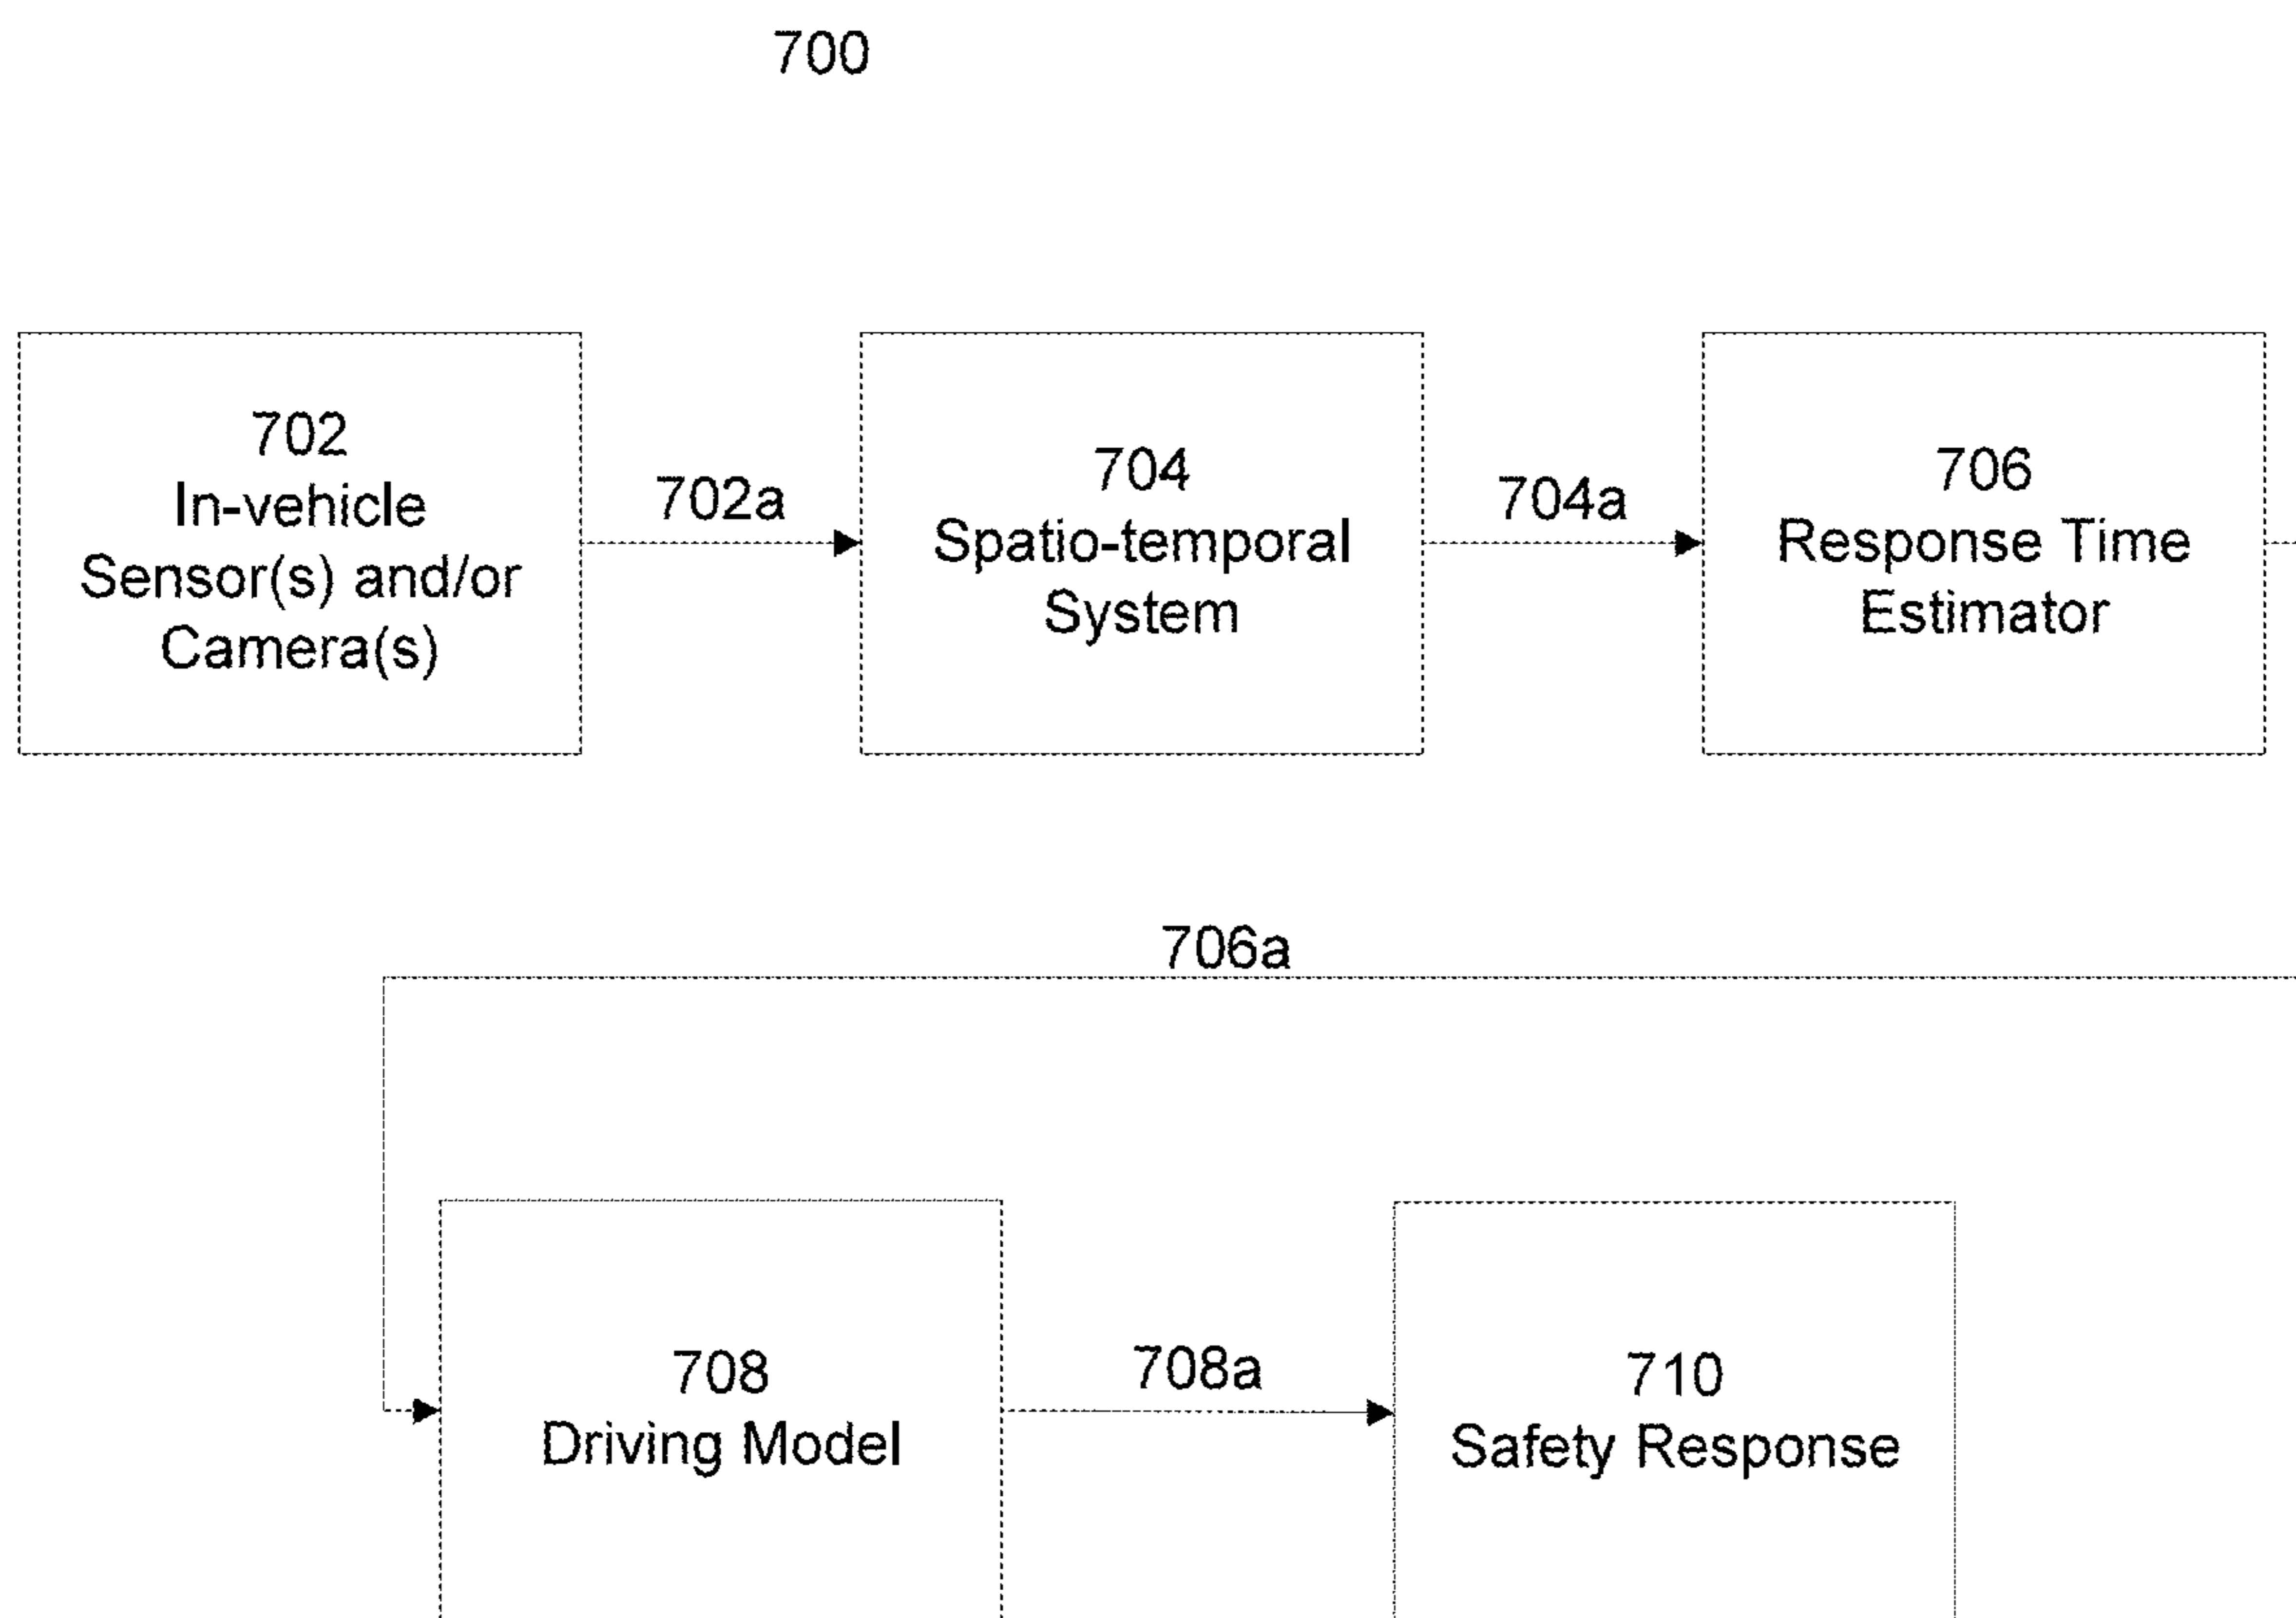 700
702
In-vehicle
Sensor(s) and/or
Camera(s)
702a
704
Spatio-temporal
System
704a
706
Response Time
Estimator
706a
708
Driving Model
708a
710
Safety Response